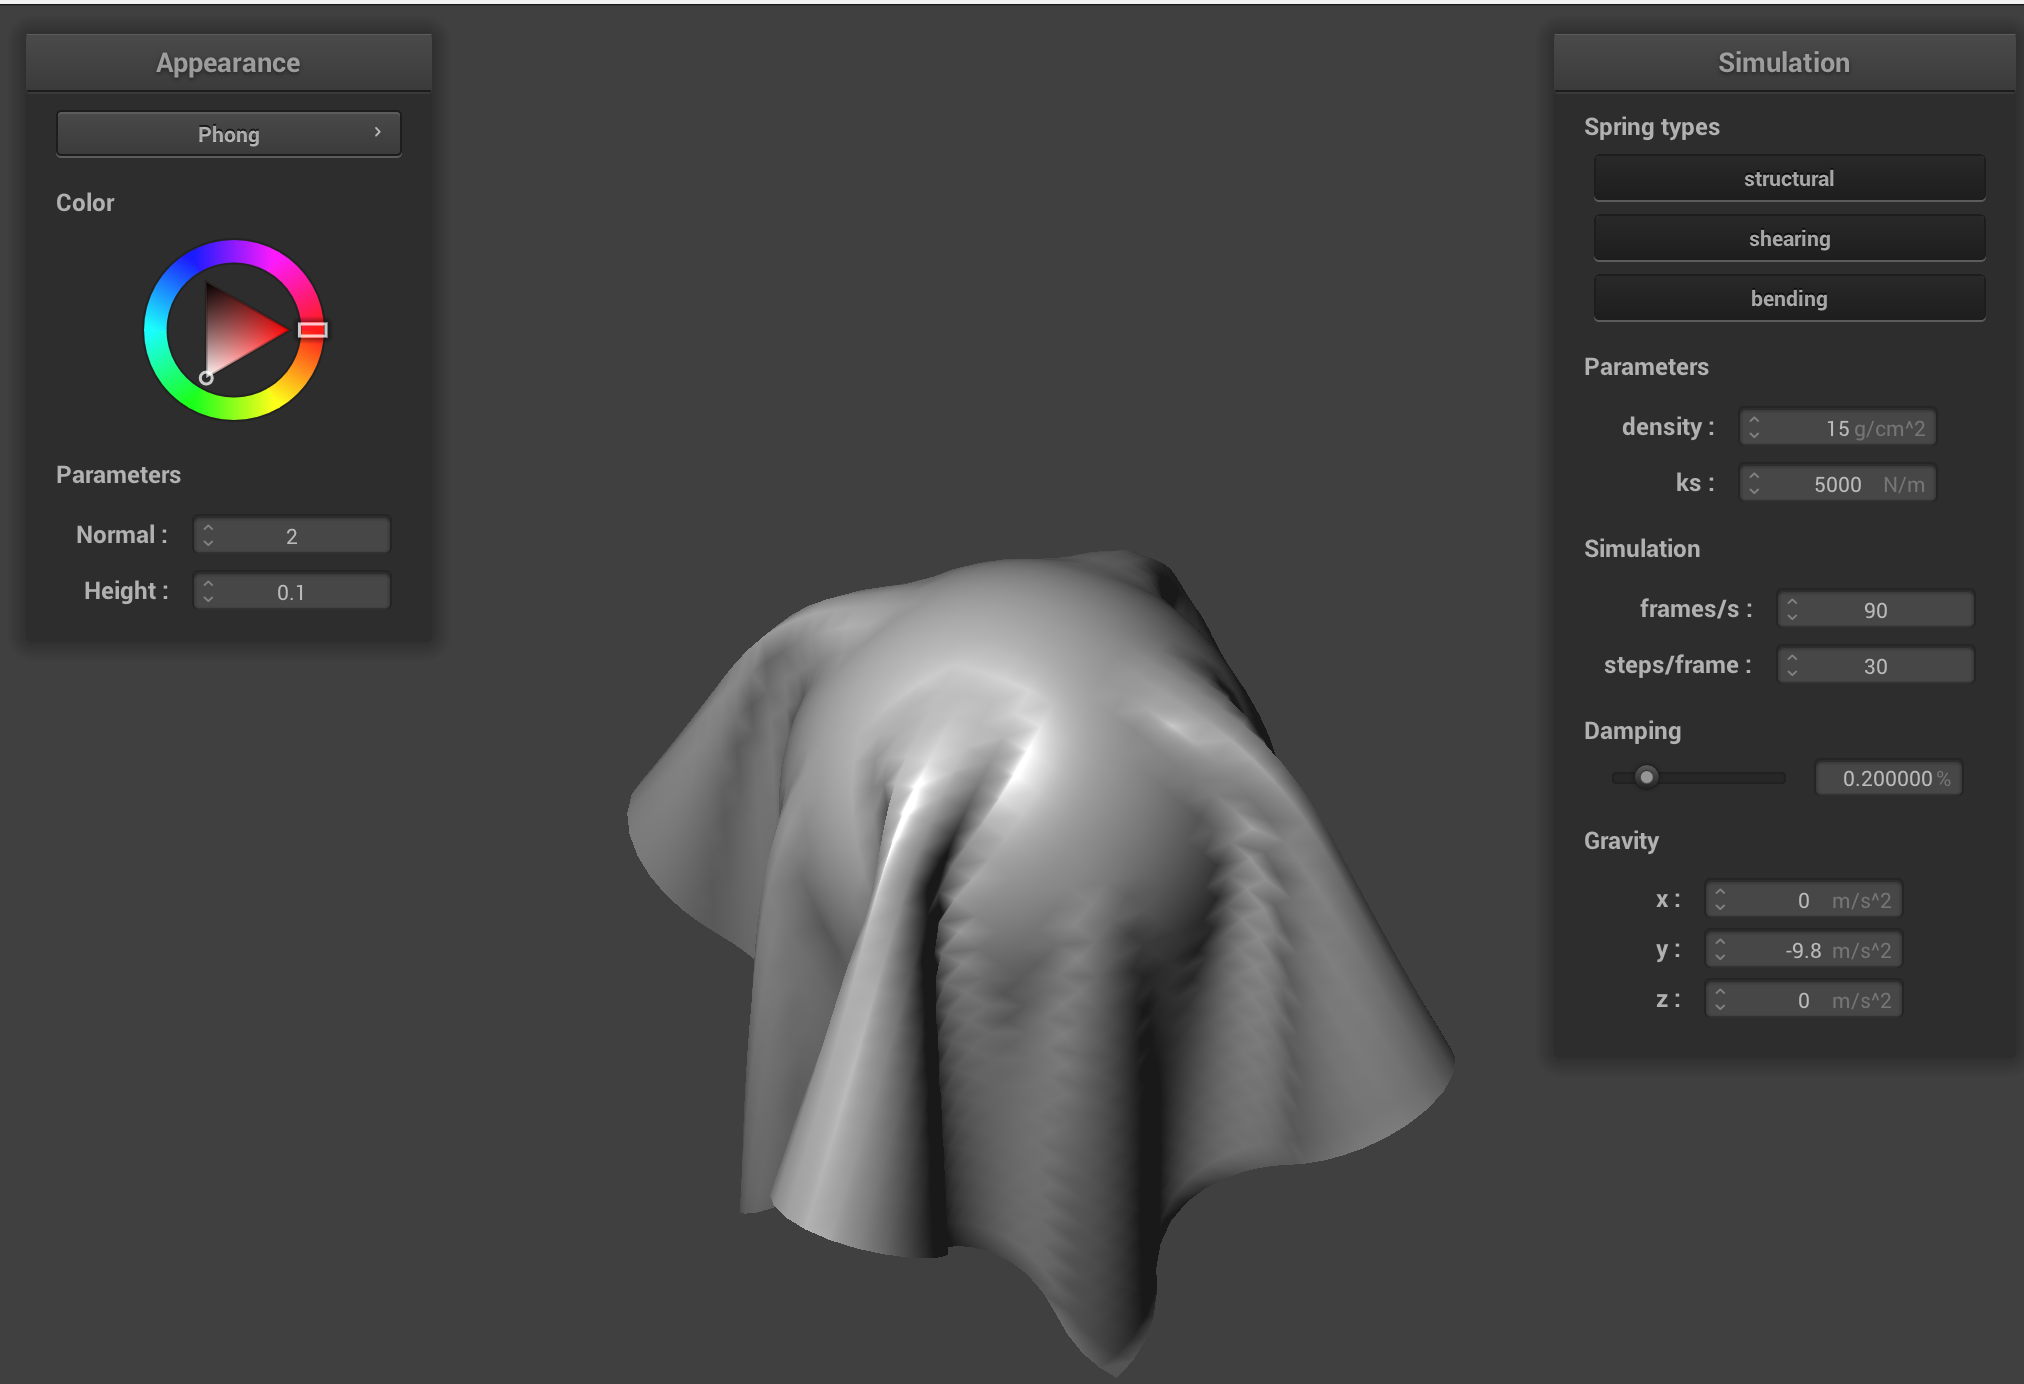 Appearance
Phong
Color
Parameters
Normal : 2
Height : 0.1
Simulation
Spring types
structural
shearing
bending
Parameters
density : 15 g/cm^2
ks : 5000 N/m
Simulation
frames/s : 90
steps/frame : 30
Damping
0.200000 %
Gravity
x : 0 m/s^2
y : -9.8 m/s^2
z : 0 m/s^2